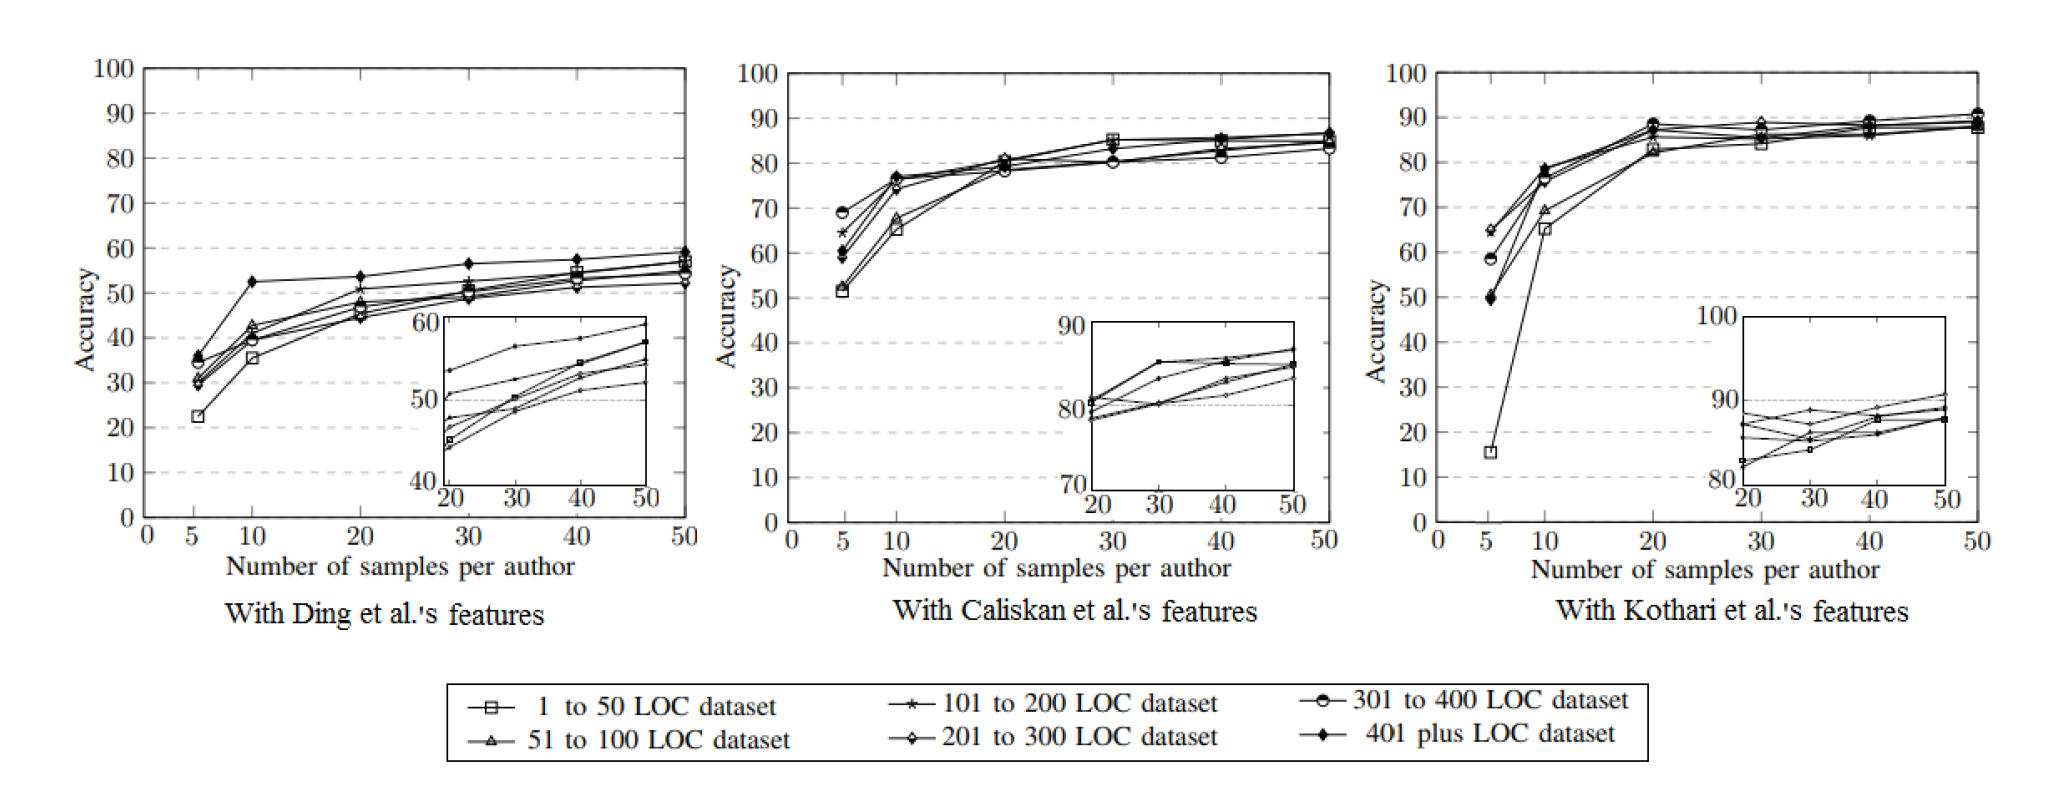 100
90
80
70
60
50
40
30
20
10
0
Accuracy
60
50
40
20 30 40 50
0 5 10 20 30 40 50
Number of samples per author
With Ding et al.'s features
100
90
80
70
60
50
40
30
20
10
0
Accuracy
90
80
70
20 30 40 50
0 5 10 20 30 40 50
Number of samples per author
With Caliskan et al.'s features
100
90
80
70
60
50
40
30
20
10
0
Accuracy
100
90
80
20 30 40 50
0 5 10 20 30 40 50
Number of samples per author
With Kothari et al.'s features
1 to 50 LOC dataset
101 to 200 LOC dataset
301 to 400 LOC dataset
51 to 100 LOC dataset
201 to 300 LOC dataset
401 plus LOC dataset